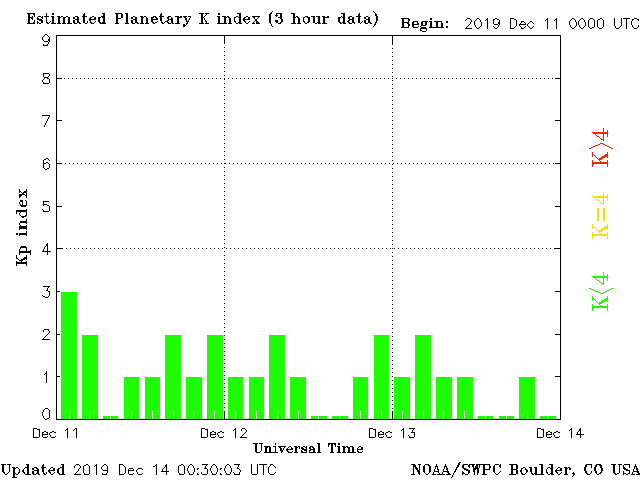 Estimated Planetary K index (3 hour data) Begin: 2019 Dec 11 0000 UTC
9
8
7
6
5
4
3
2
1
0
Kp index
K>4
K=4
K<4
Dec 11 Dec 12 Dec 13 Dec 14
Universal Time
Updated 2019 Dec 14 00:30:03 UTC NOAA/SWPC Boulder, CO USA